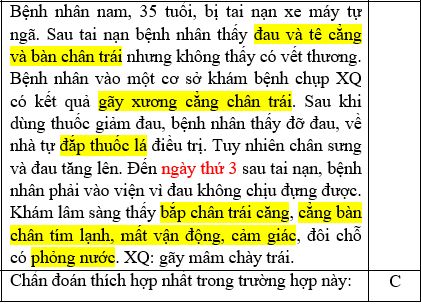 Bệnh nhân nam, 35 tuổi, bị tai nạn xe máy tự
ngã. Sau tai nạn bệnh nhân thấy đau và tê cẳng
và bàn chân trái nhưng không thấy có vết thương.
Bệnh nhân vào một cơ sở khám bệnh chụp XQ
có kết quả gãy xương cẳng chân trái. Sau khi
dùng thuốc giảm đau, bệnh nhân thấy đỡ đau, về
nhà tự đắp thuốc lá điều trị. Tuy nhiên chân sưng
và đau tăng lên. Đến ngày thứ 3 sau tai nạn, bệnh
nhân phải vào viện vì đau không chịu đựng được.
Khám lâm sàng thấy bắp chân trái căng, cẳng bàn
chân tím lạnh, mất vận động, cảm giác, đôi chỗ
có phỏng nước. XQ: gãy mâm chày trái.
Chẩn đoán thích hợp nhất trong trường hợp này: C